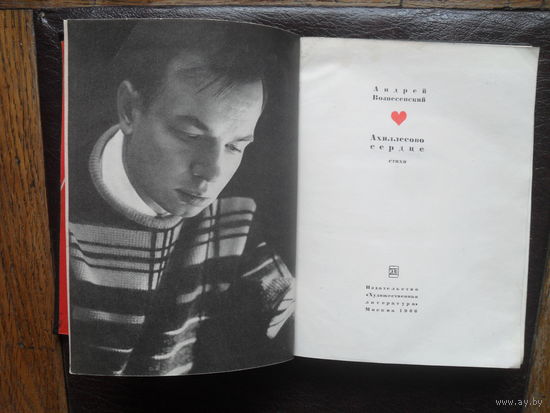 Андрей
Вознесенский
Ахиллесово
сердце
стихи
Издательство
«Художественная
литература»
Москва 1966
www.ay.by